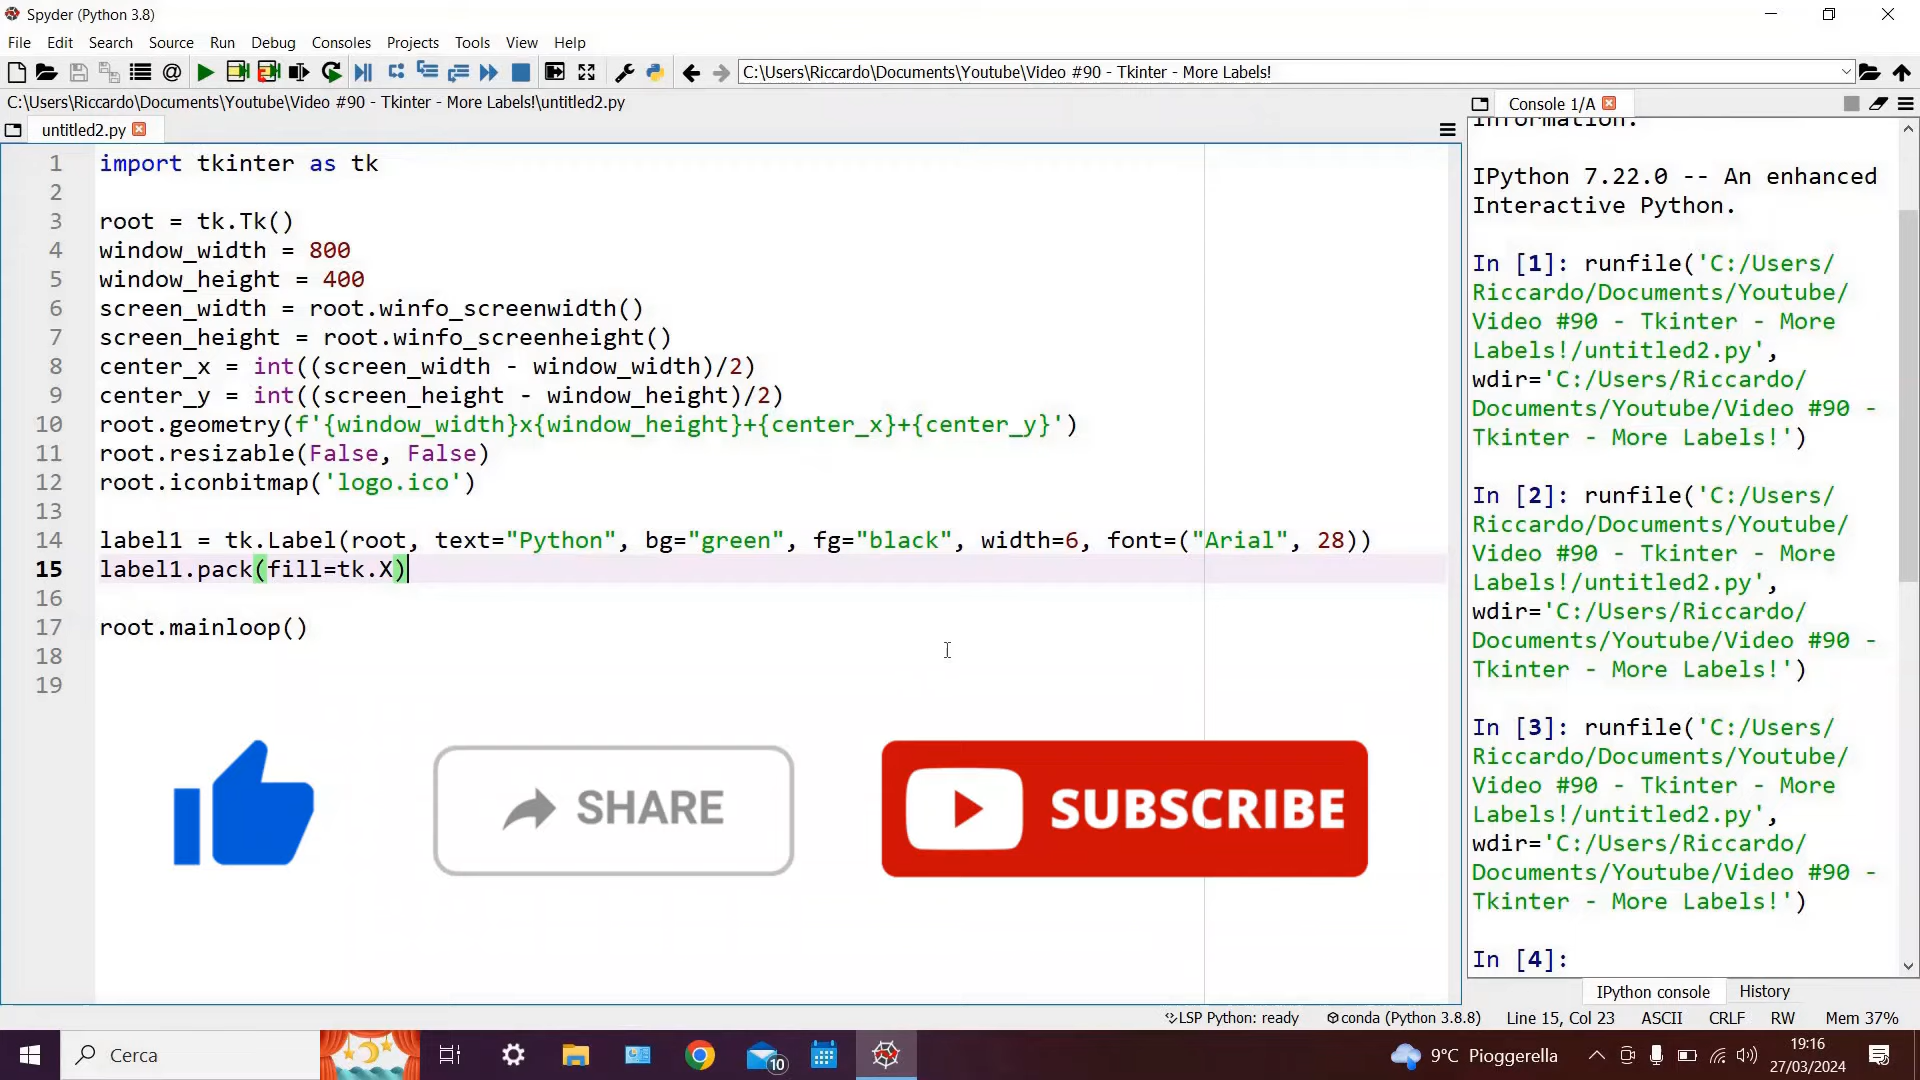 Spyder (Python 3.8)
File Edit Search Source Run Debug Consoles Projects Tools View Help
C:\Users\Riccardo\Documents\Youtube\Video #90 - Tkinter - More Labels!
C:\Users\Riccardo\Documents\Youtube\Video #90 - Tkinter - More Labels!\untitled2.py
untitled2.py
1 import tkinter as tk
2
3 root = tk.Tk()
4 window_width = 800
5 window_height = 400
6 screen_width = root.winfo_screenwidth()
7 screen_height = root.winfo_screenheight()
8 center_x = int((screen_width - window_width)/2)
9 center_y = int((screen_height - window_height)/2)
10 root.geometry(f'{window_width}x{window_height}+{center_x}+{center_y}')
11 root.resizable(False, False)
12 root.iconbitmap('logo.ico')
13
14 label1 = tk.Label(root, text="Python", bg="green", fg="black", width=6, font=("Arial", 28))
15 label1.pack(fill=tk.X)
16
17 root.mainloop()
18
19
SHARE
SUBSCRIBE
Console 1/A
information.
IPython 7.22.0 -- An enhanced
Interactive Python.
In [1]: runfile('C:/Users/
Riccardo/Documents/Youtube/
Video #90 - Tkinter - More
Labels!/untitled2.py',
wdir='C:/Users/Riccardo/
Documents/Youtube/Video #90 -
Tkinter - More Labels!')
In [2]: runfile('C:/Users/
Riccardo/Documents/Youtube/
Video #90 - Tkinter - More
Labels!/untitled2.py',
wdir='C:/Users/Riccardo/
Documents/Youtube/Video #90 -
Tkinter - More Labels!')
In [3]: runfile('C:/Users/
Riccardo/Documents/Youtube/
Video #90 - Tkinter - More
Labels!/untitled2.py',
wdir='C:/Users/Riccardo/
Documents/Youtube/Video #90 -
Tkinter - More Labels!')
In [4]:
IPython console History
LSP Python: ready conda (Python 3.8.8) Line 15, Col 23 ASCII CRLF RW Mem 37%
Cerca
10
9°C Pioggerella
19:16
27/03/2024